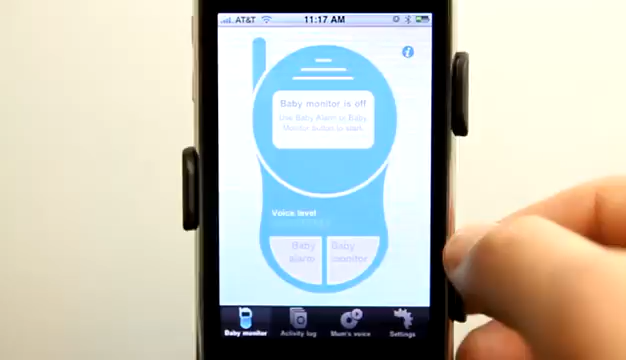 AT&T 11:17 AM
Baby monitor is off
Use Baby Alarm or Baby
Monitor button to start.
Voice level
Baby
alarm
Baby
monitor
Baby monitor
Activity log
Mum's voice
Settings